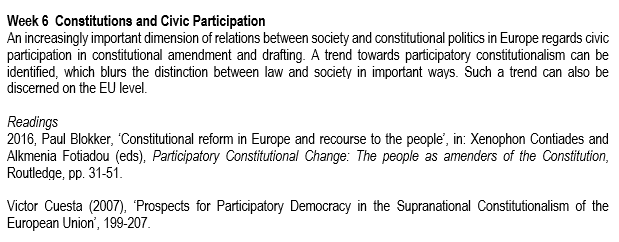 Week 6 Constitutions and Civic Participation
An increasingly important dimension of relations between society and constitutional politics in Europe regards civic
participation in constitutional amendment and drafting. A trend towards participatory constitutionalism can be
identified, which blurs the distinction between law and society in important ways. Such a trend can also be
discerned on the EU level.
Readings
2016, Paul Blokker, ‘Constitutional reform in Europe and recourse to the people’, in: Xenophon Contiades and
Alkmenia Fotiadou (eds), Participatory Constitutional Change: The people as amenders of the Constitution,
Routledge, pp. 31-51.
Victor Cuesta (2007), ‘Prospects for Participatory Democracy in the Supranational Constitutionalism of the
European Union’, 199-207.